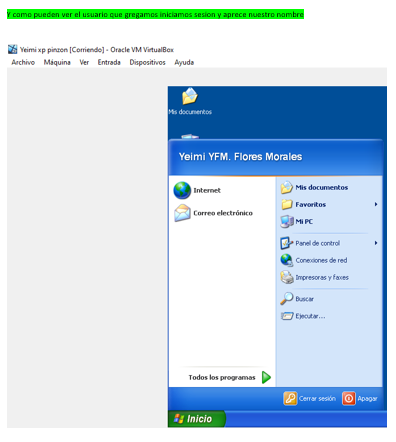 Y como pueden ver el usuario que gregamos iniciamos sesion y aprece nuestro nombre
Yeimi xp pinzon [Corriendo] - Oracle VM VirtualBox
Archivo Máquina Ver Entrada Dispositivos Ayuda
Mis documentos
Yeimi YFM. Flores Morales
Internet
Correo electrónico
Todos los programas
Mis documentos
Favoritos
Mi PC
Panel de control
Conexiones de red
Impresoras y faxes
Buscar
Ejecutar...
Cerrar sesión
Apagar
Inicio